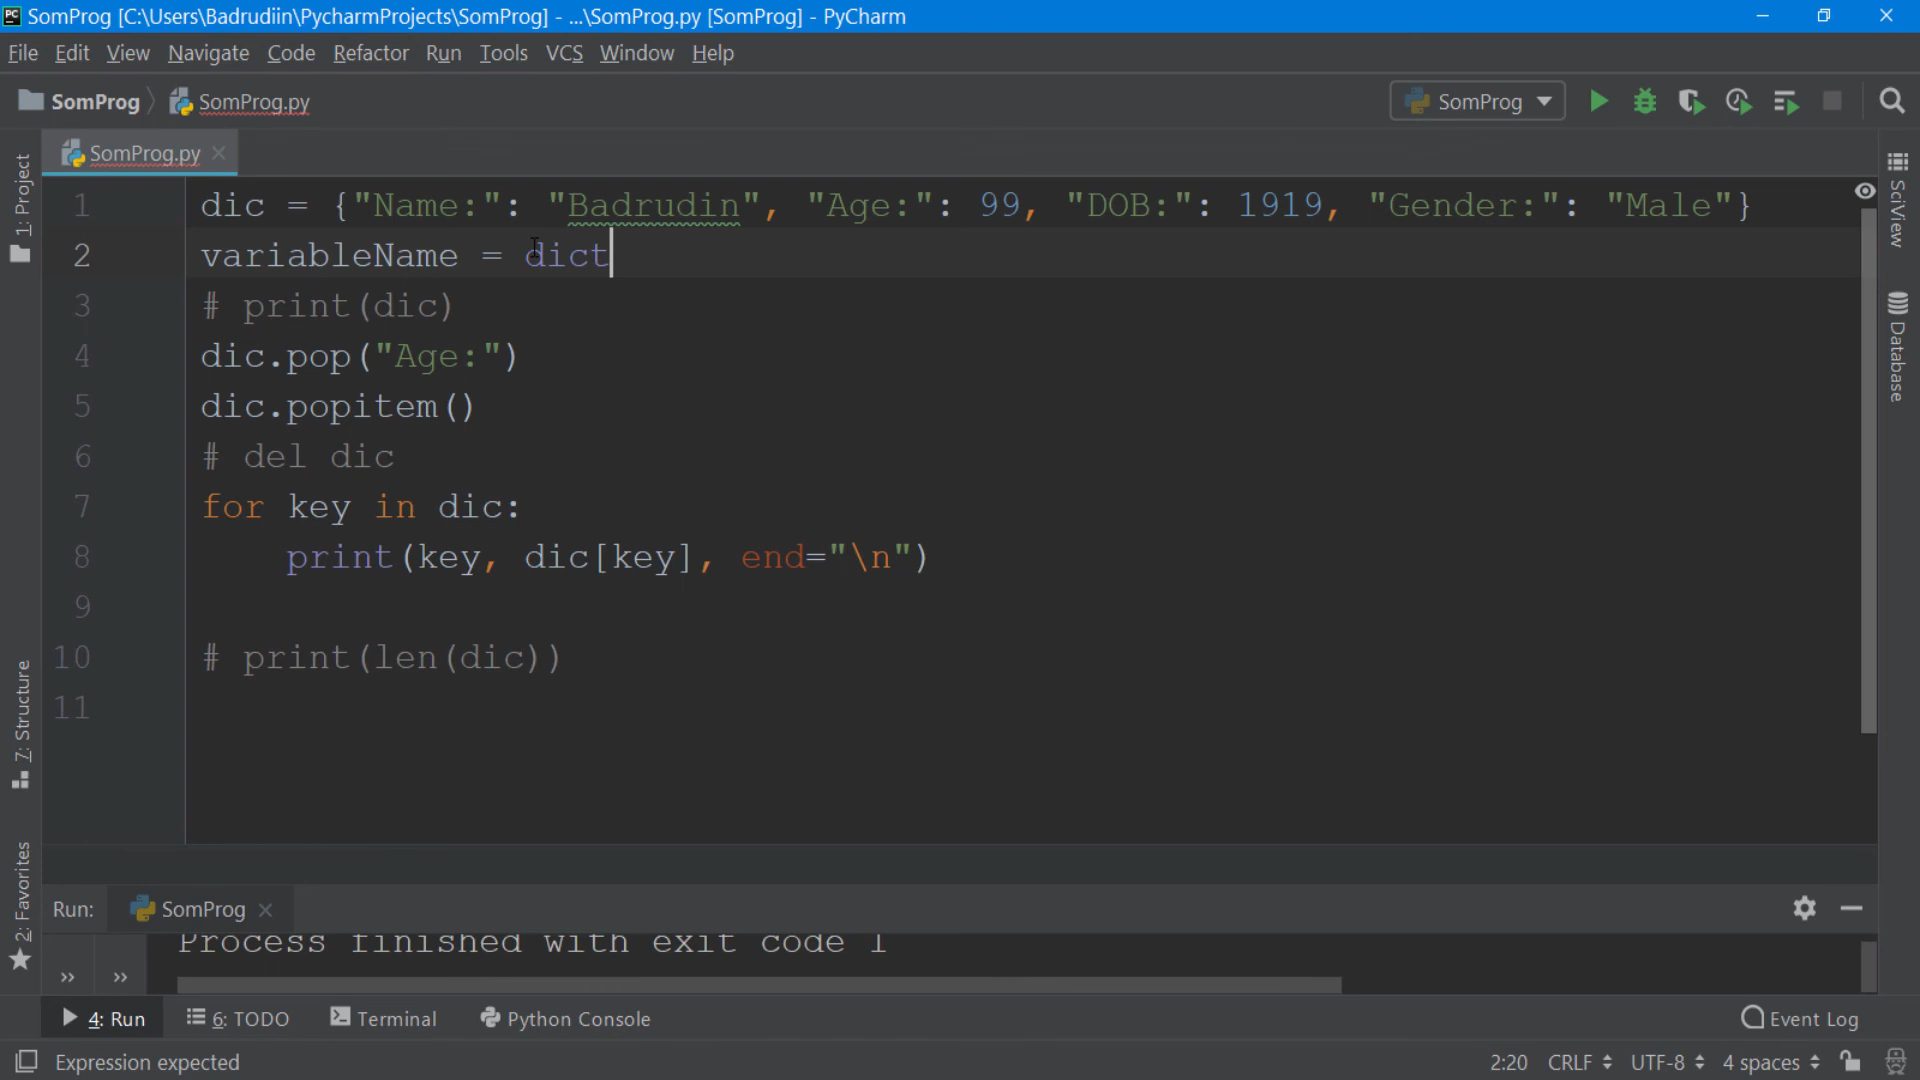 SomProg [C:\Users\Badrudiin\PycharmProjects\SomProg] - ...\SomProg.py [SomProg] - PyCharm
File Edit View Navigate Code Refactor Run Tools VCS Window Help
SomProg SomProg.py SomProg
SomProg.py
1: Project
7: Structure
2: Favorites
1 dic = {"Name:": "Badrudin", "Age:": 99, "DOB:": 1919, "Gender:": "Male"}
2 variableName = dict
3 # print(dic)
4 dic.pop("Age:")
5 dic.popitem()
6 # del dic
7 for key in dic:
8     print(key, dic[key], end="\n")
9
10 # print(len(dic))
11
SciView
Database
Run: SomProg
Process finished with exit code 1
4: Run 6: TODO Terminal Python Console Event Log
Expression expected 2:20 CRLF UTF-8 4 spaces